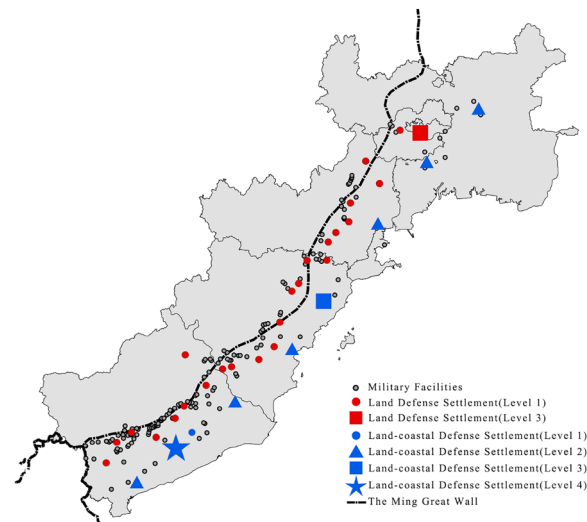 Military Facilities
Land Defense Settlement(Level 1)
Land Defense Settlement(Level 3)
Land-coastal Defense Settlement(Level 1)
Land-coastal Defense Settlement(Level 2)
Land-coastal Defense Settlement(Level 3)
Land-coastal Defense Settlement(Level 4)
The Ming Great Wall